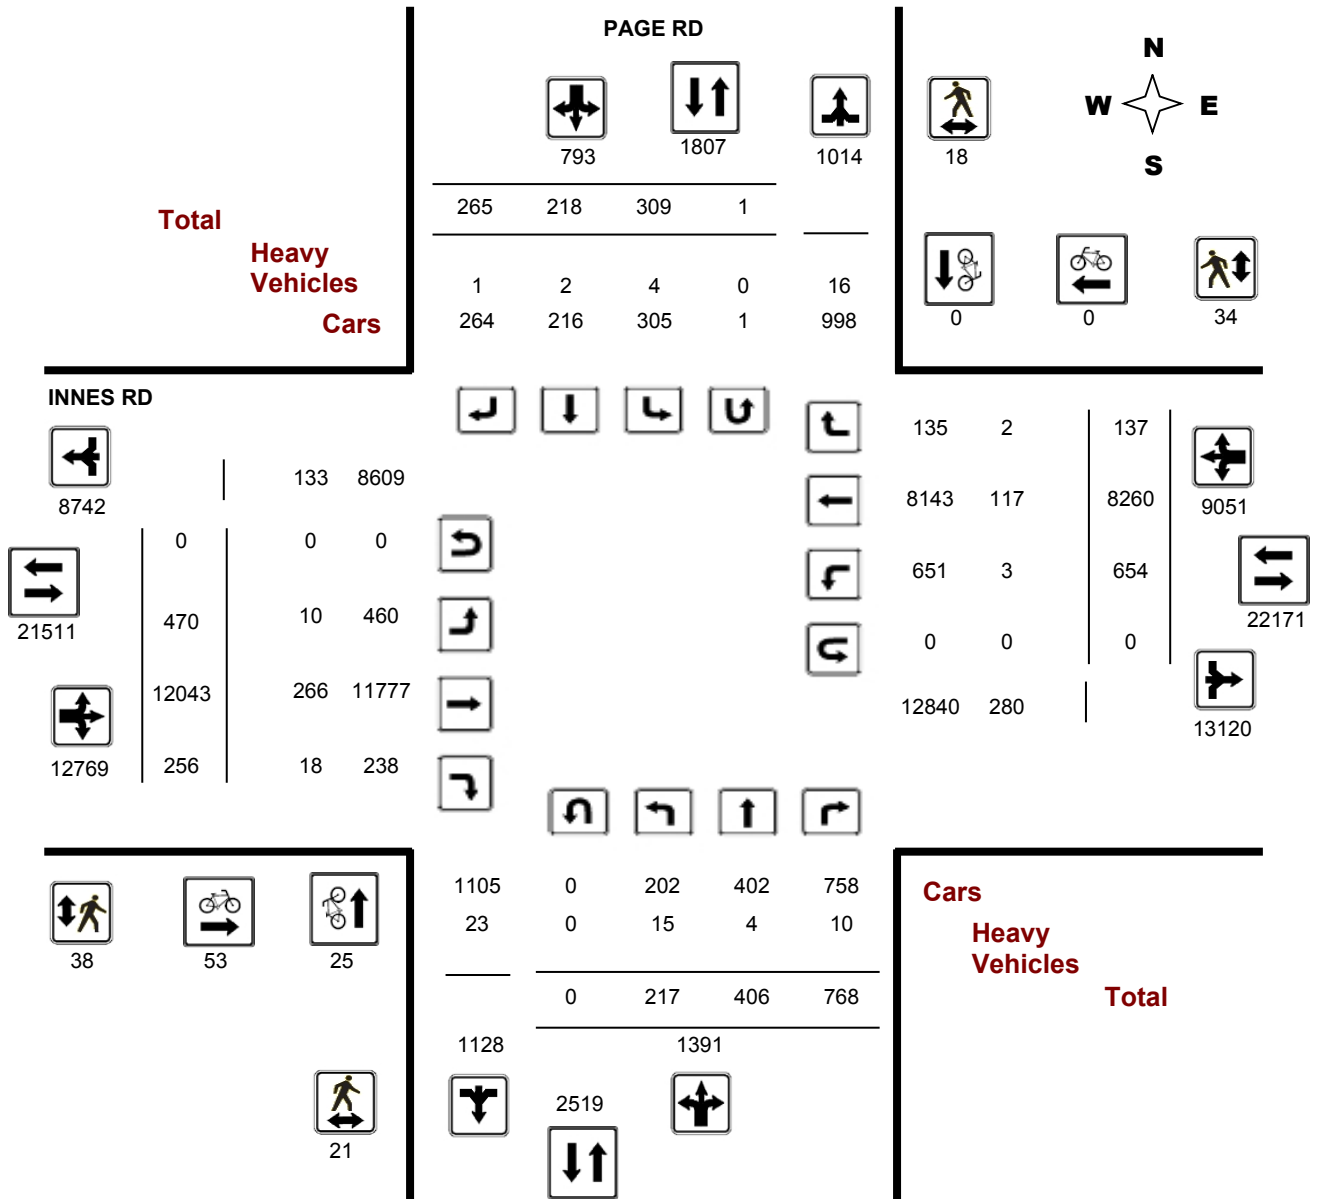 PAGE RD
N
W E
S
793 1807 1014 18
265 218 309 1
Total
Heavy
Vehicles
1 2 4 0 16
Cars
264 216 305 1 998
0 0 34
INNES RD
8742
133 8609
0 0 0
21511
470 10 460
12043 266 11777
12769
256 18 238
135 2 137
8143 117 8260
9051
651 3 654
22171
0 0 0
12840 280
13120
38 53 25
1105 0 202 402 758
23 0 15 4 10
0 217 406 768
1128 1391
2519
21
Cars
Heavy
Vehicles
Total